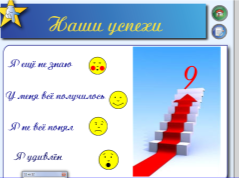 Наши успехи
Я ещё не знаю
У меня всё получилось
Я не всё понял
Я удивлён
9